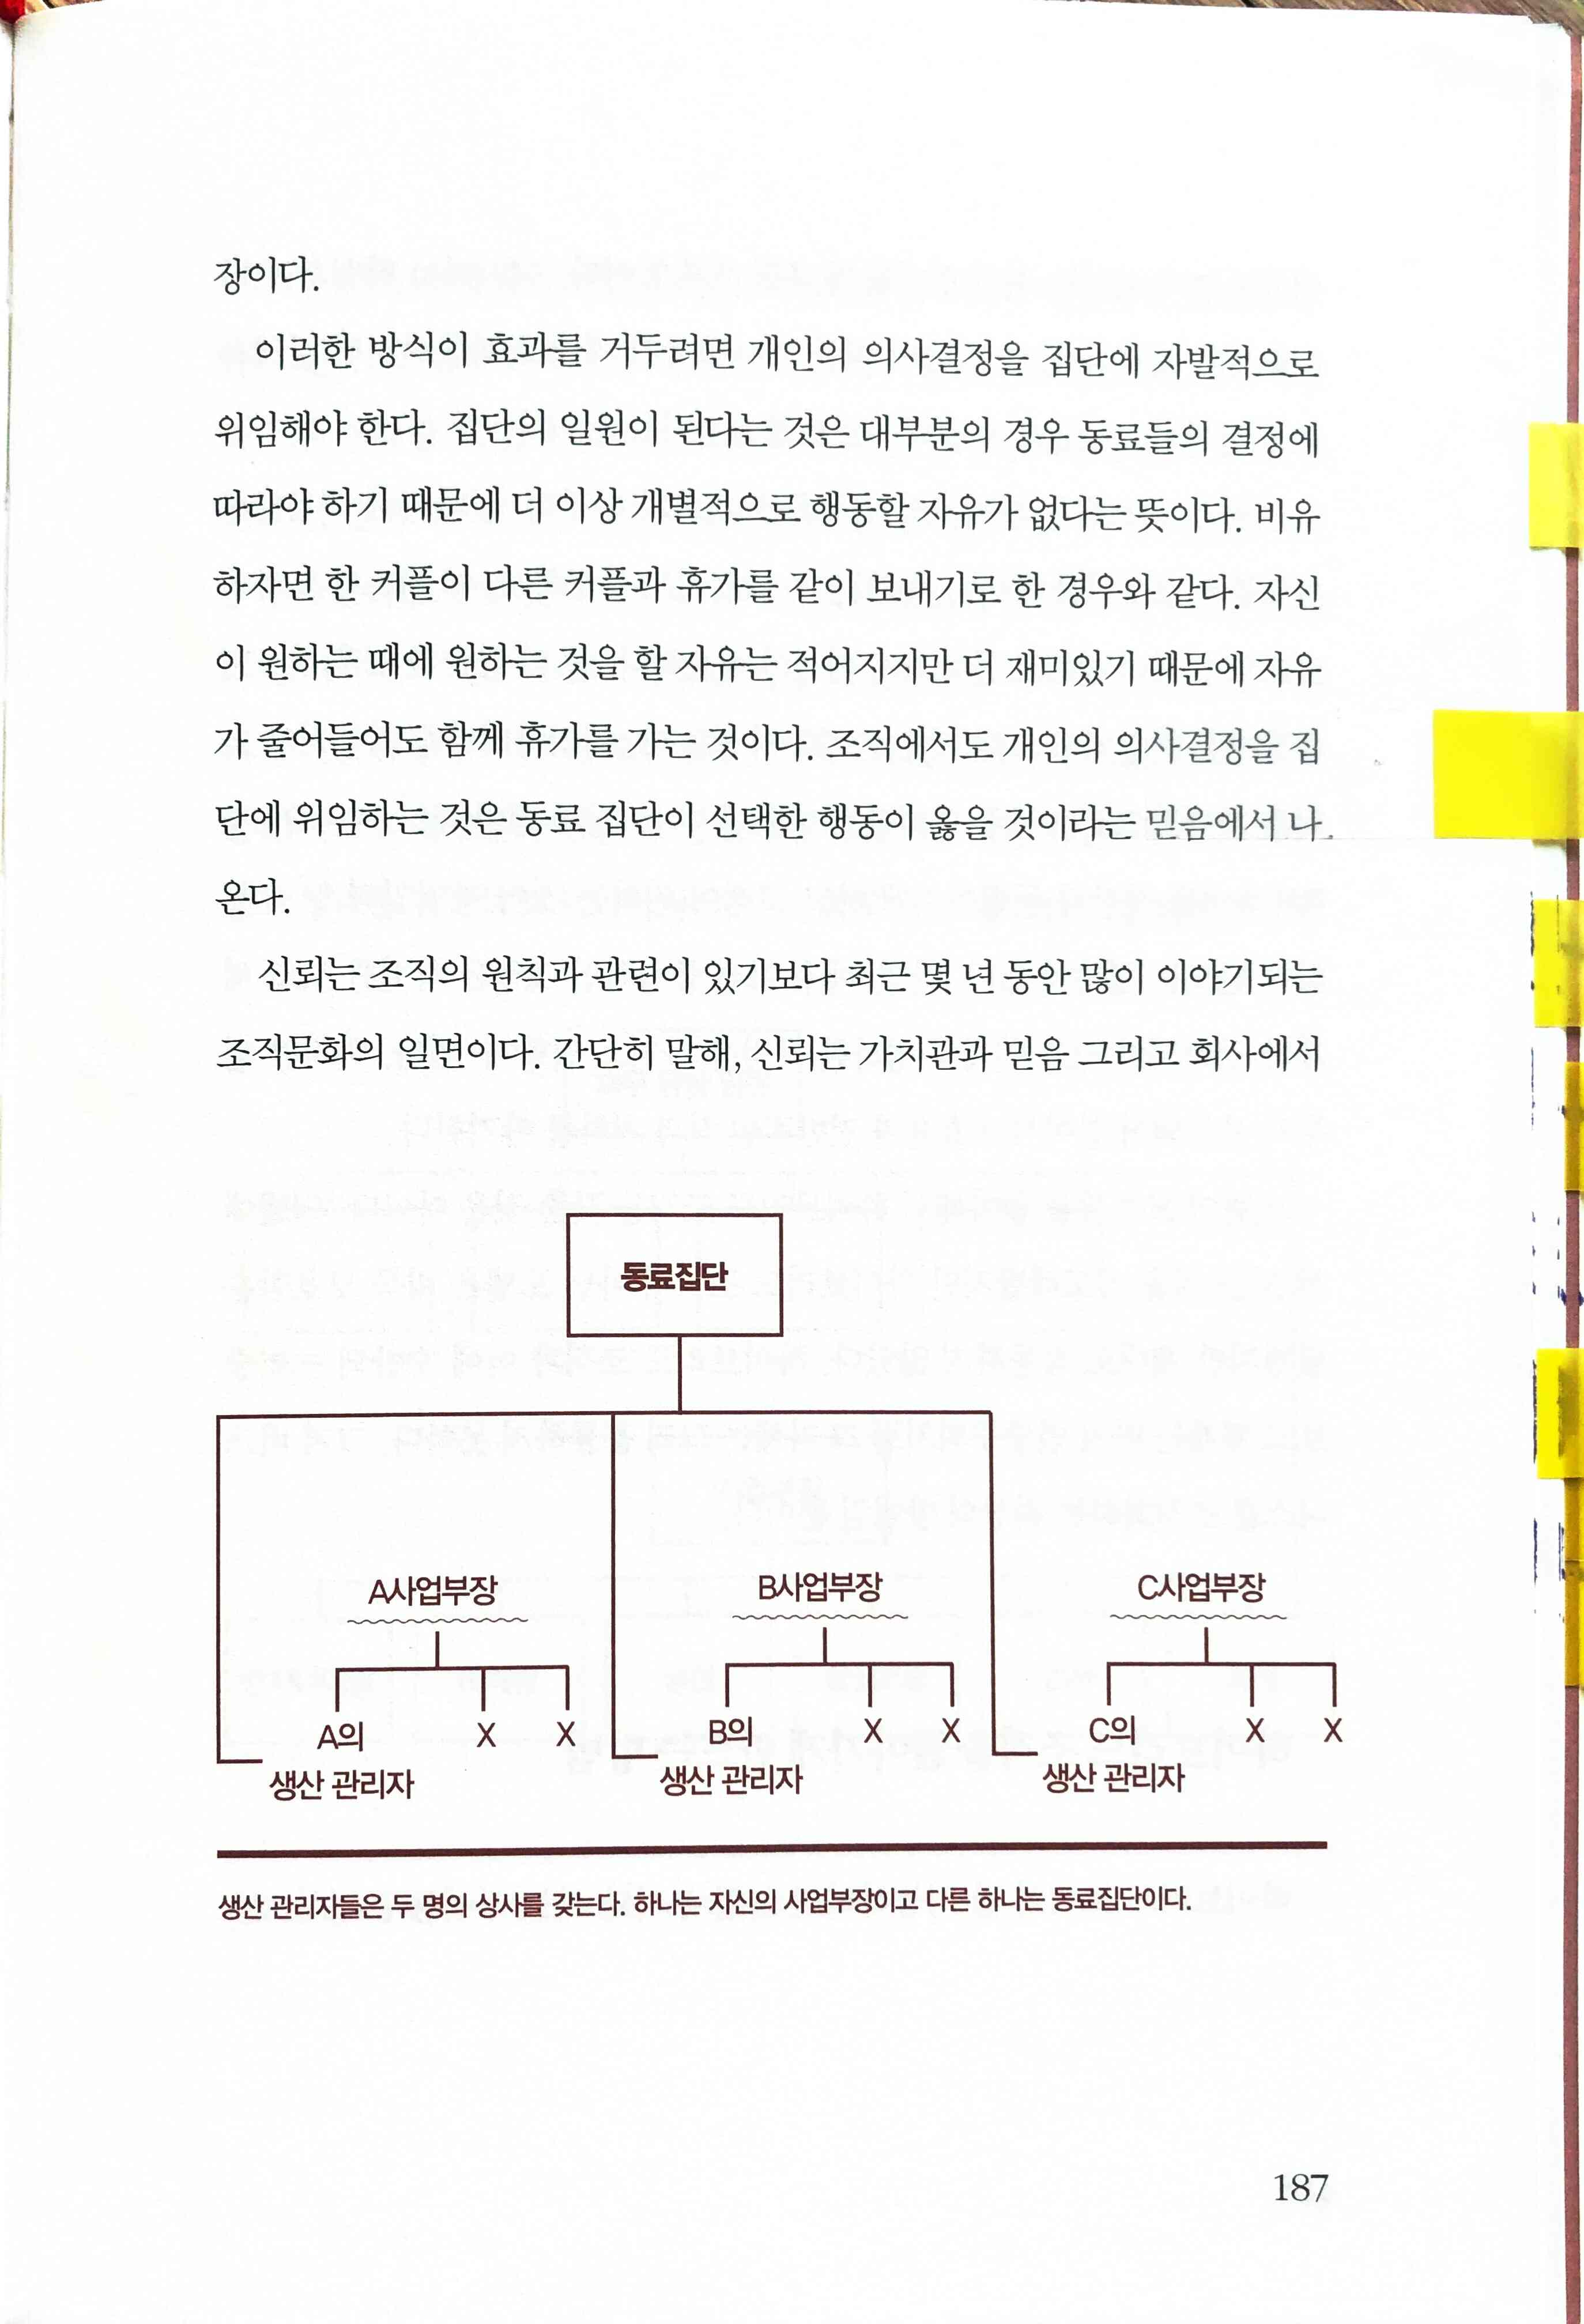 장이다.
이러한 방식이 효과를 거두려면 개인의 의사결정을 집단에 자발적으로
위임해야 한다. 집단의 일원이 된다는 것은 대부분의 경우 동료들의 결정에
따라야 하기 때문에 더 이상 개별적으로 행동할 자유가 없다는 뜻이다. 비유
하자면 한 커플이 다른 커플과 휴가를 같이 보내기로 한 경우와 같다. 자신
이 원하는 때에 원하는 것을 할 자유는 적어지지만 더 재미있기 때문에 자유
가 줄어들어도 함께 휴가를 가는 것이다. 조직에서도 개인의 의사결정을 집
단에 위임하는 것은 동료 집단이 선택한 행동이 옳을 것이라는 믿음에서 나
온다.
신뢰는 조직의 원칙과 관련이 있기보다 최근 몇 년 동안 많이 이야기되는
조직문화의 일면이다. 간단히 말해, 신뢰는 가치관과 믿음 그리고 회사에서
동료집단
A사업부장 B사업부장 C사업부장
A의 X X B의 X X C의 X X
생산 관리자 생산 관리자 생산 관리자
생산 관리자들은 두 명의 상사를 갖는다. 하나는 자신의 사업부장이고 다른 하나는 동료집단이다.
187